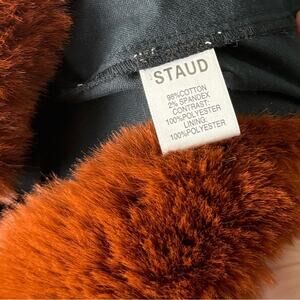 STAUD
98%COTTON
2% SPANDEX
CONTRAST:
100%POLYESTER
LINING:
100%POLYESTER